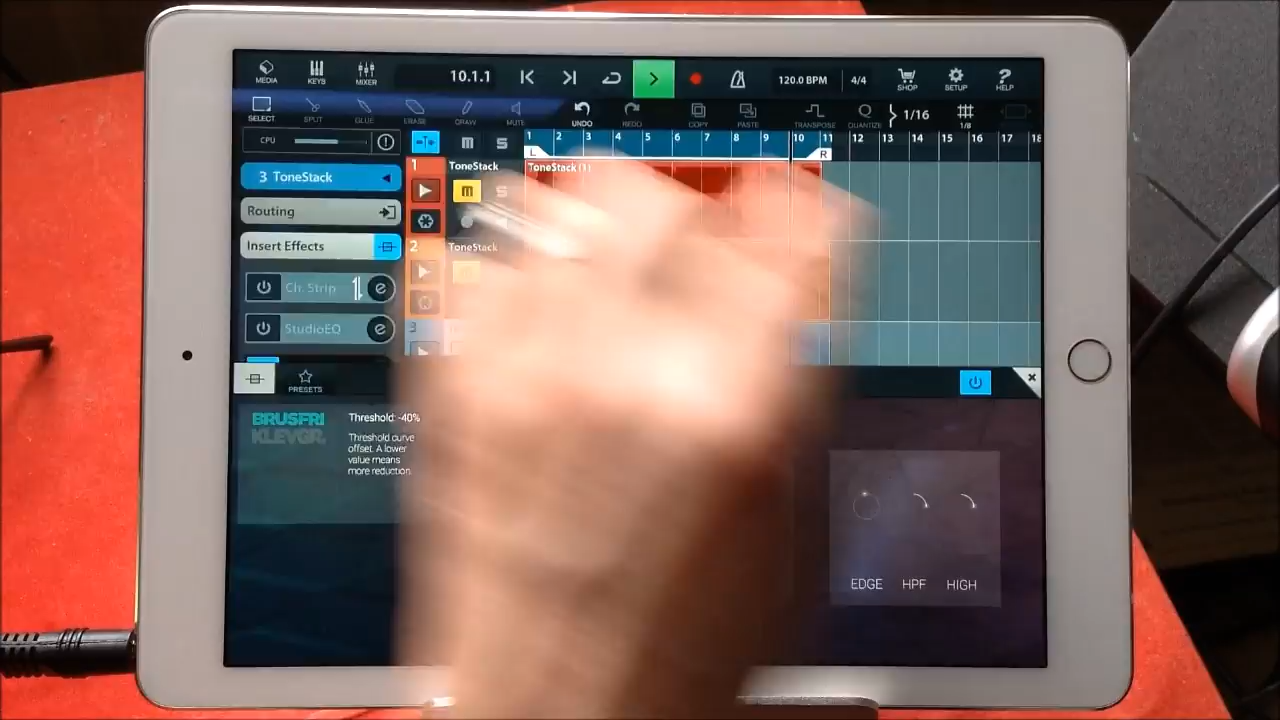 MEDIA KEYS MIXER 10.1.1 120.0 BPM 4/4 SHOP SETUP HELP
SELECT SPLIT GLUE ERASE DRAW MUTE UNDO REDO COPY PASTE TRANSPOSE QUANTIZE 1/16 1/8
CPU m S 1 2 3 4 5 6 7 8 9 10 11 12 13 14 15 16 17 18
L R
3 ToneStack 1 ToneStack ToneStack (1)
m S
Routing
Insert Effects 2 ToneStack
Ch. Strip e
StudioEQ e 3
PRESETS
BRUSFRI
KLEVGR.
Threshold: -40%
Threshold curve
offset. A lower
value means
more reduction.
EDGE HPF HIGH